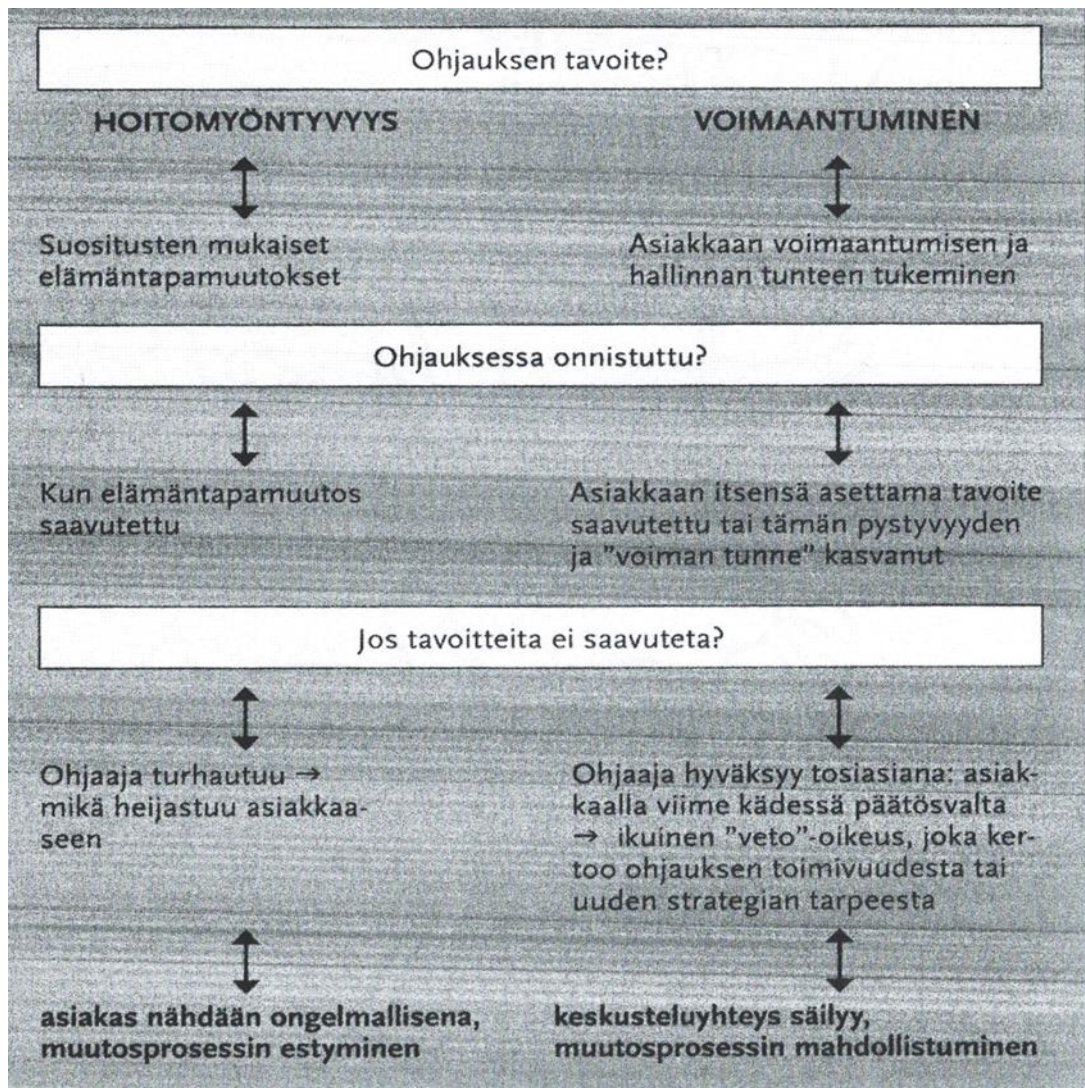 Ohjauksen tavoite?
HOITOMYÖNTYVYYS
VOIMAANTUMINEN
Suositusten mukaiset
elämäntapamuutokset
Asiakkaan voimaantumisen ja
hallinnan tunteen tukeminen
Ohjauksessa onnistuttu?
Kun elämäntapamuutos
saavutettu
Asiakkaan itsensä asettama tavoite
saavutettu tai tämän pystyvyyden
ja ”voiman tunne” kasvanut
Jos tavoitteita ei saavuteta?
Ohjaaja turhautuu →
mikä heijastuu asiakkaa-
seen
Ohjaaja hyväksyy tosiasiana: asiak-
kaalla viime kädessä päätösvalta
→ ikuinen ”veto”-oikeus, joka ker-
too ohjauksen toimivuudesta tai
uuden strategian tarpeesta
asiakas nähdään ongelmallisena,
muutosprosessin estyminen
keskusteluyhteys säilyy,
muutosprosessin mahdollistuminen